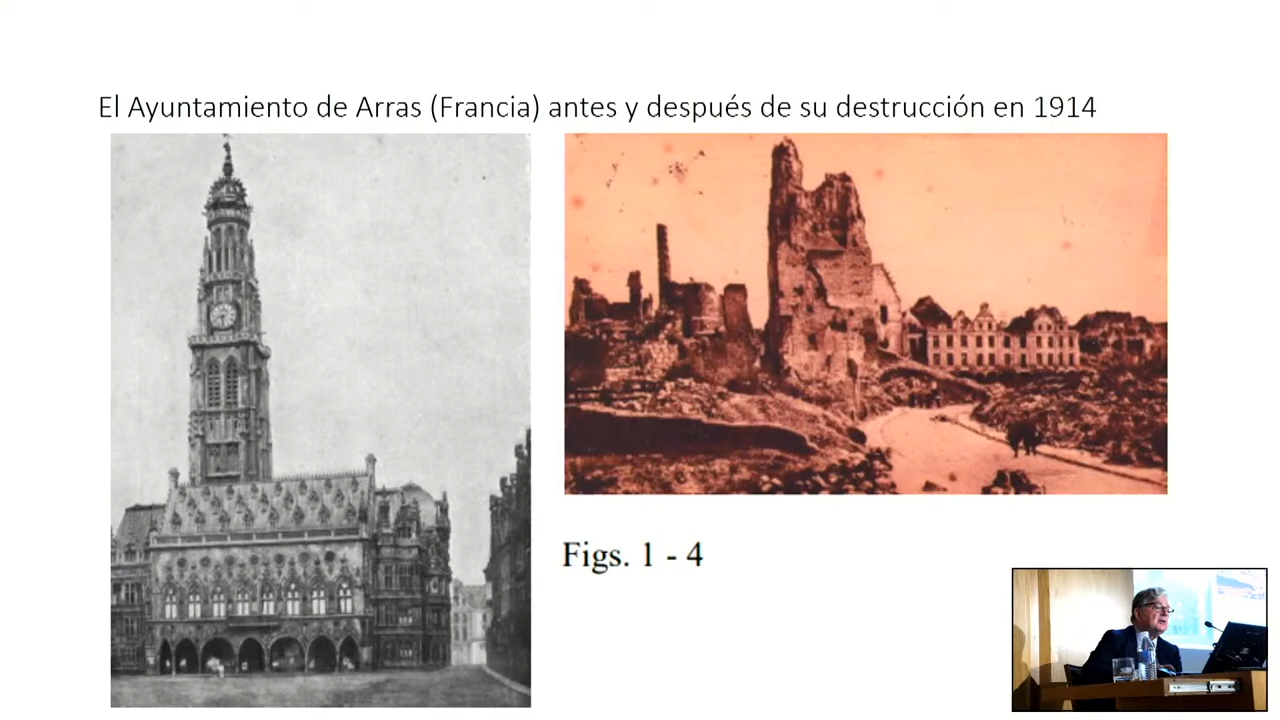 El Ayuntamiento de Arras (Francia) antes y después de su destrucción en 1914
Figs. 1 - 4